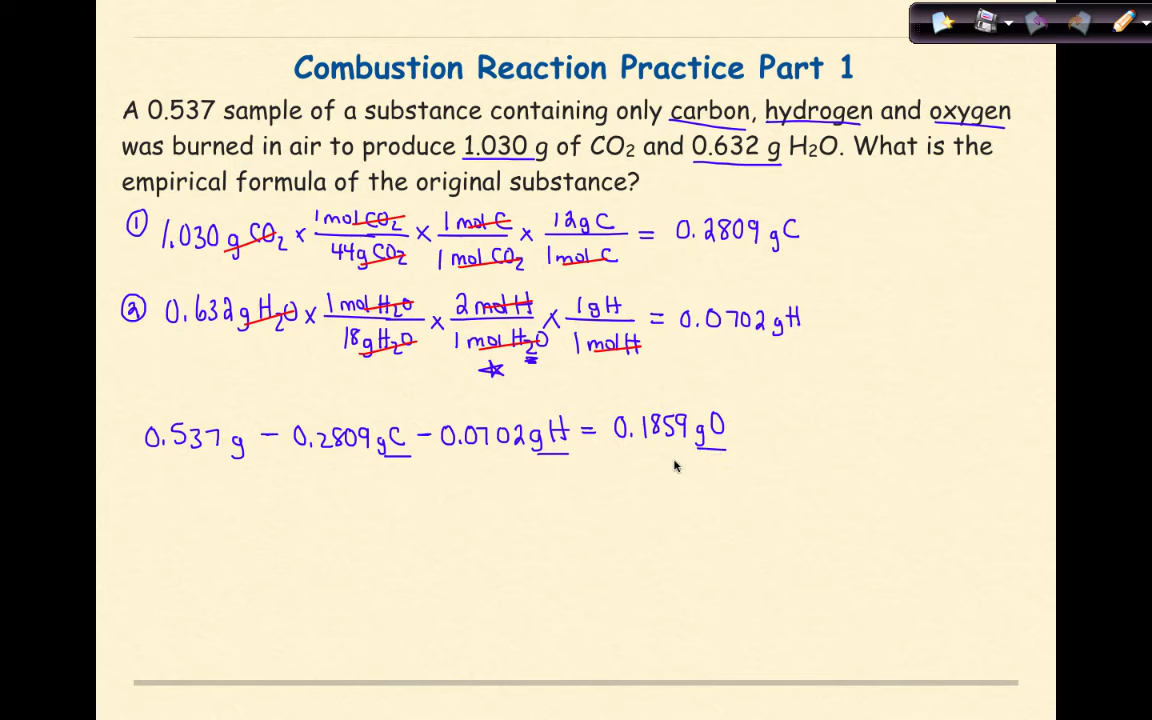 Combustion Reaction Practice Part 1
A 0.537 sample of a substance containing only carbon, hydrogen and oxygen
was burned in air to produce 1.030 g of CO₂ and 0.632 g H₂O. What is the
empirical formula of the original substance?
① 1.030 g CO₂ × 1 mol CO₂ / 44 g CO₂ × 1 mol C / 1 mol CO₂ × 12 g C / 1 mol C = 0.2809 g C
② 0.632 g H₂O × 1 mol H₂O / 18 g H₂O × 2 mol H / 1 mol H₂O × 1 g H / 1 mol H = 0.0702 g H
0.537 g − 0.2809 g C − 0.0702 g H = 0.1859 g O